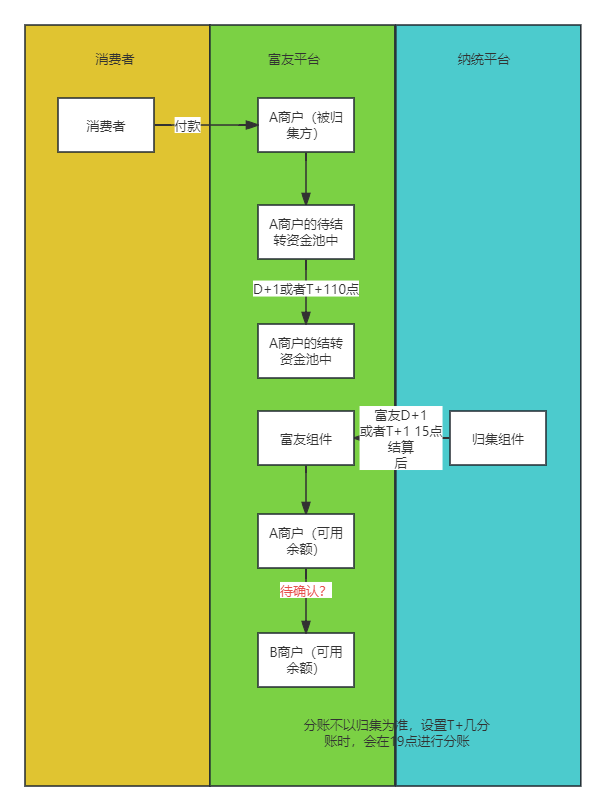 消费者
富友平台
纳统平台
消费者
付款
A商户（被归
集方）
A商户的待结
转资金池中
D+1或者T+110点
A商户的结转
资金池中
富友组件
富友D+1
或者T+1 15点
结算
后
归集组件
A商户（可用
余额）
待确认？
B商户（可用
余额）
分账不以归集为准，设置T+几分
账时，会在19点进行分账